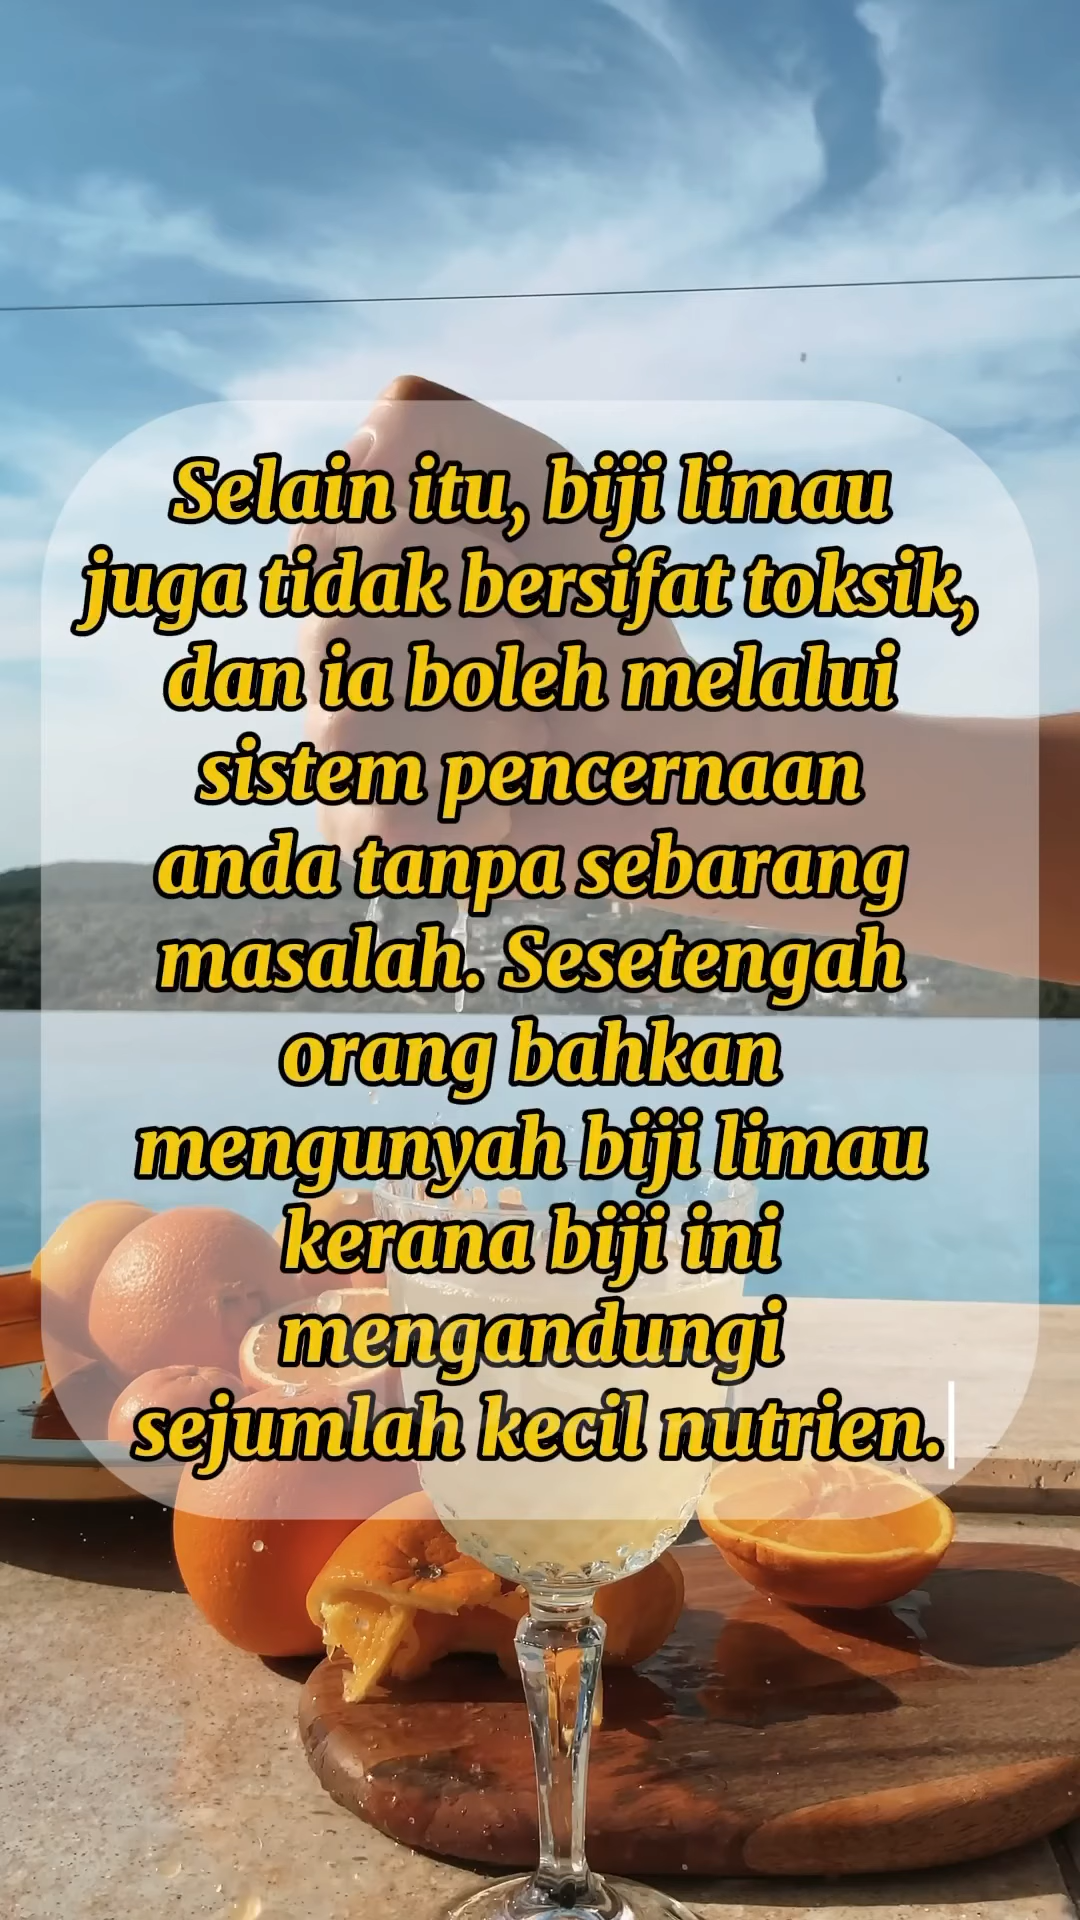 Selain itu, biji limau
juga tidak bersifat toksik,
dan ia boleh melalui
sistem pencernaan
anda tanpa sebarang
masalah. Sesetengah
orang bahkan
mengunyah biji limau
kerana biji ini
mengandungi
sejumlah kecil nutrien.